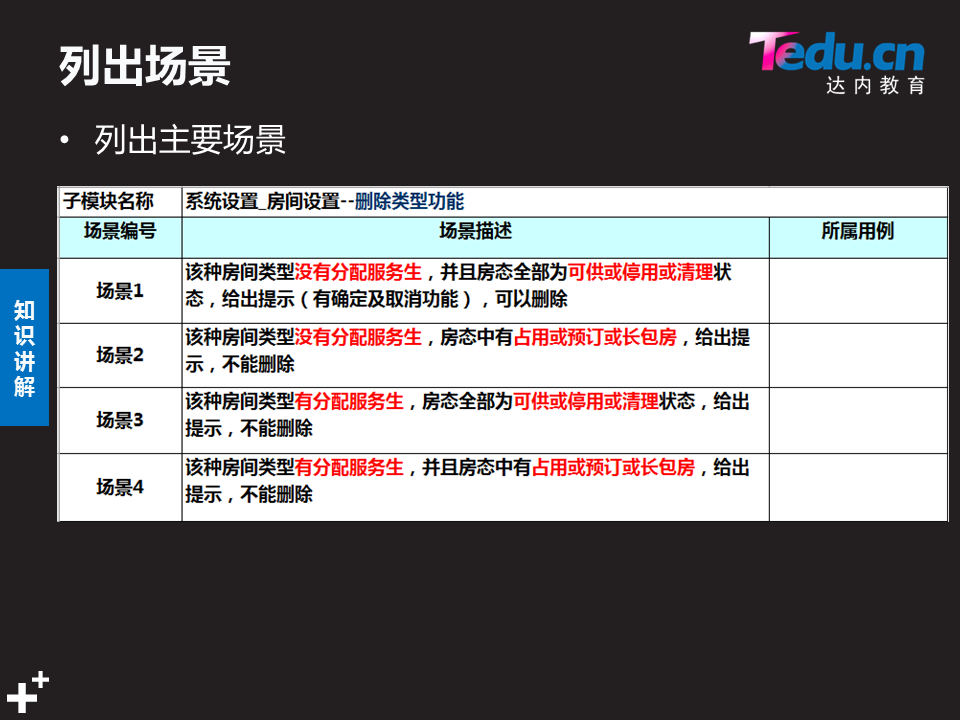 列出场景
Tedu.cn
达内教育
• 列出主要场景
子模块名称 系统设置_房间设置--删除类型功能
场景编号 场景描述 所属用例
场景1 该种房间类型没有分配服务生，并且房态全部为可供或停用或清理状
态，给出提示（有确定及取消功能），可以删除
场景2 该种房间类型没有分配服务生，房态中有占用或预订或长包房，给出提
示，不能删除
场景3 该种房间类型有分配服务生，房态全部为可供或停用或清理状态，给出
提示，不能删除
场景4 该种房间类型有分配服务生，并且房态中有占用或预订或长包房，给出
提示，不能删除
知
识
讲
解